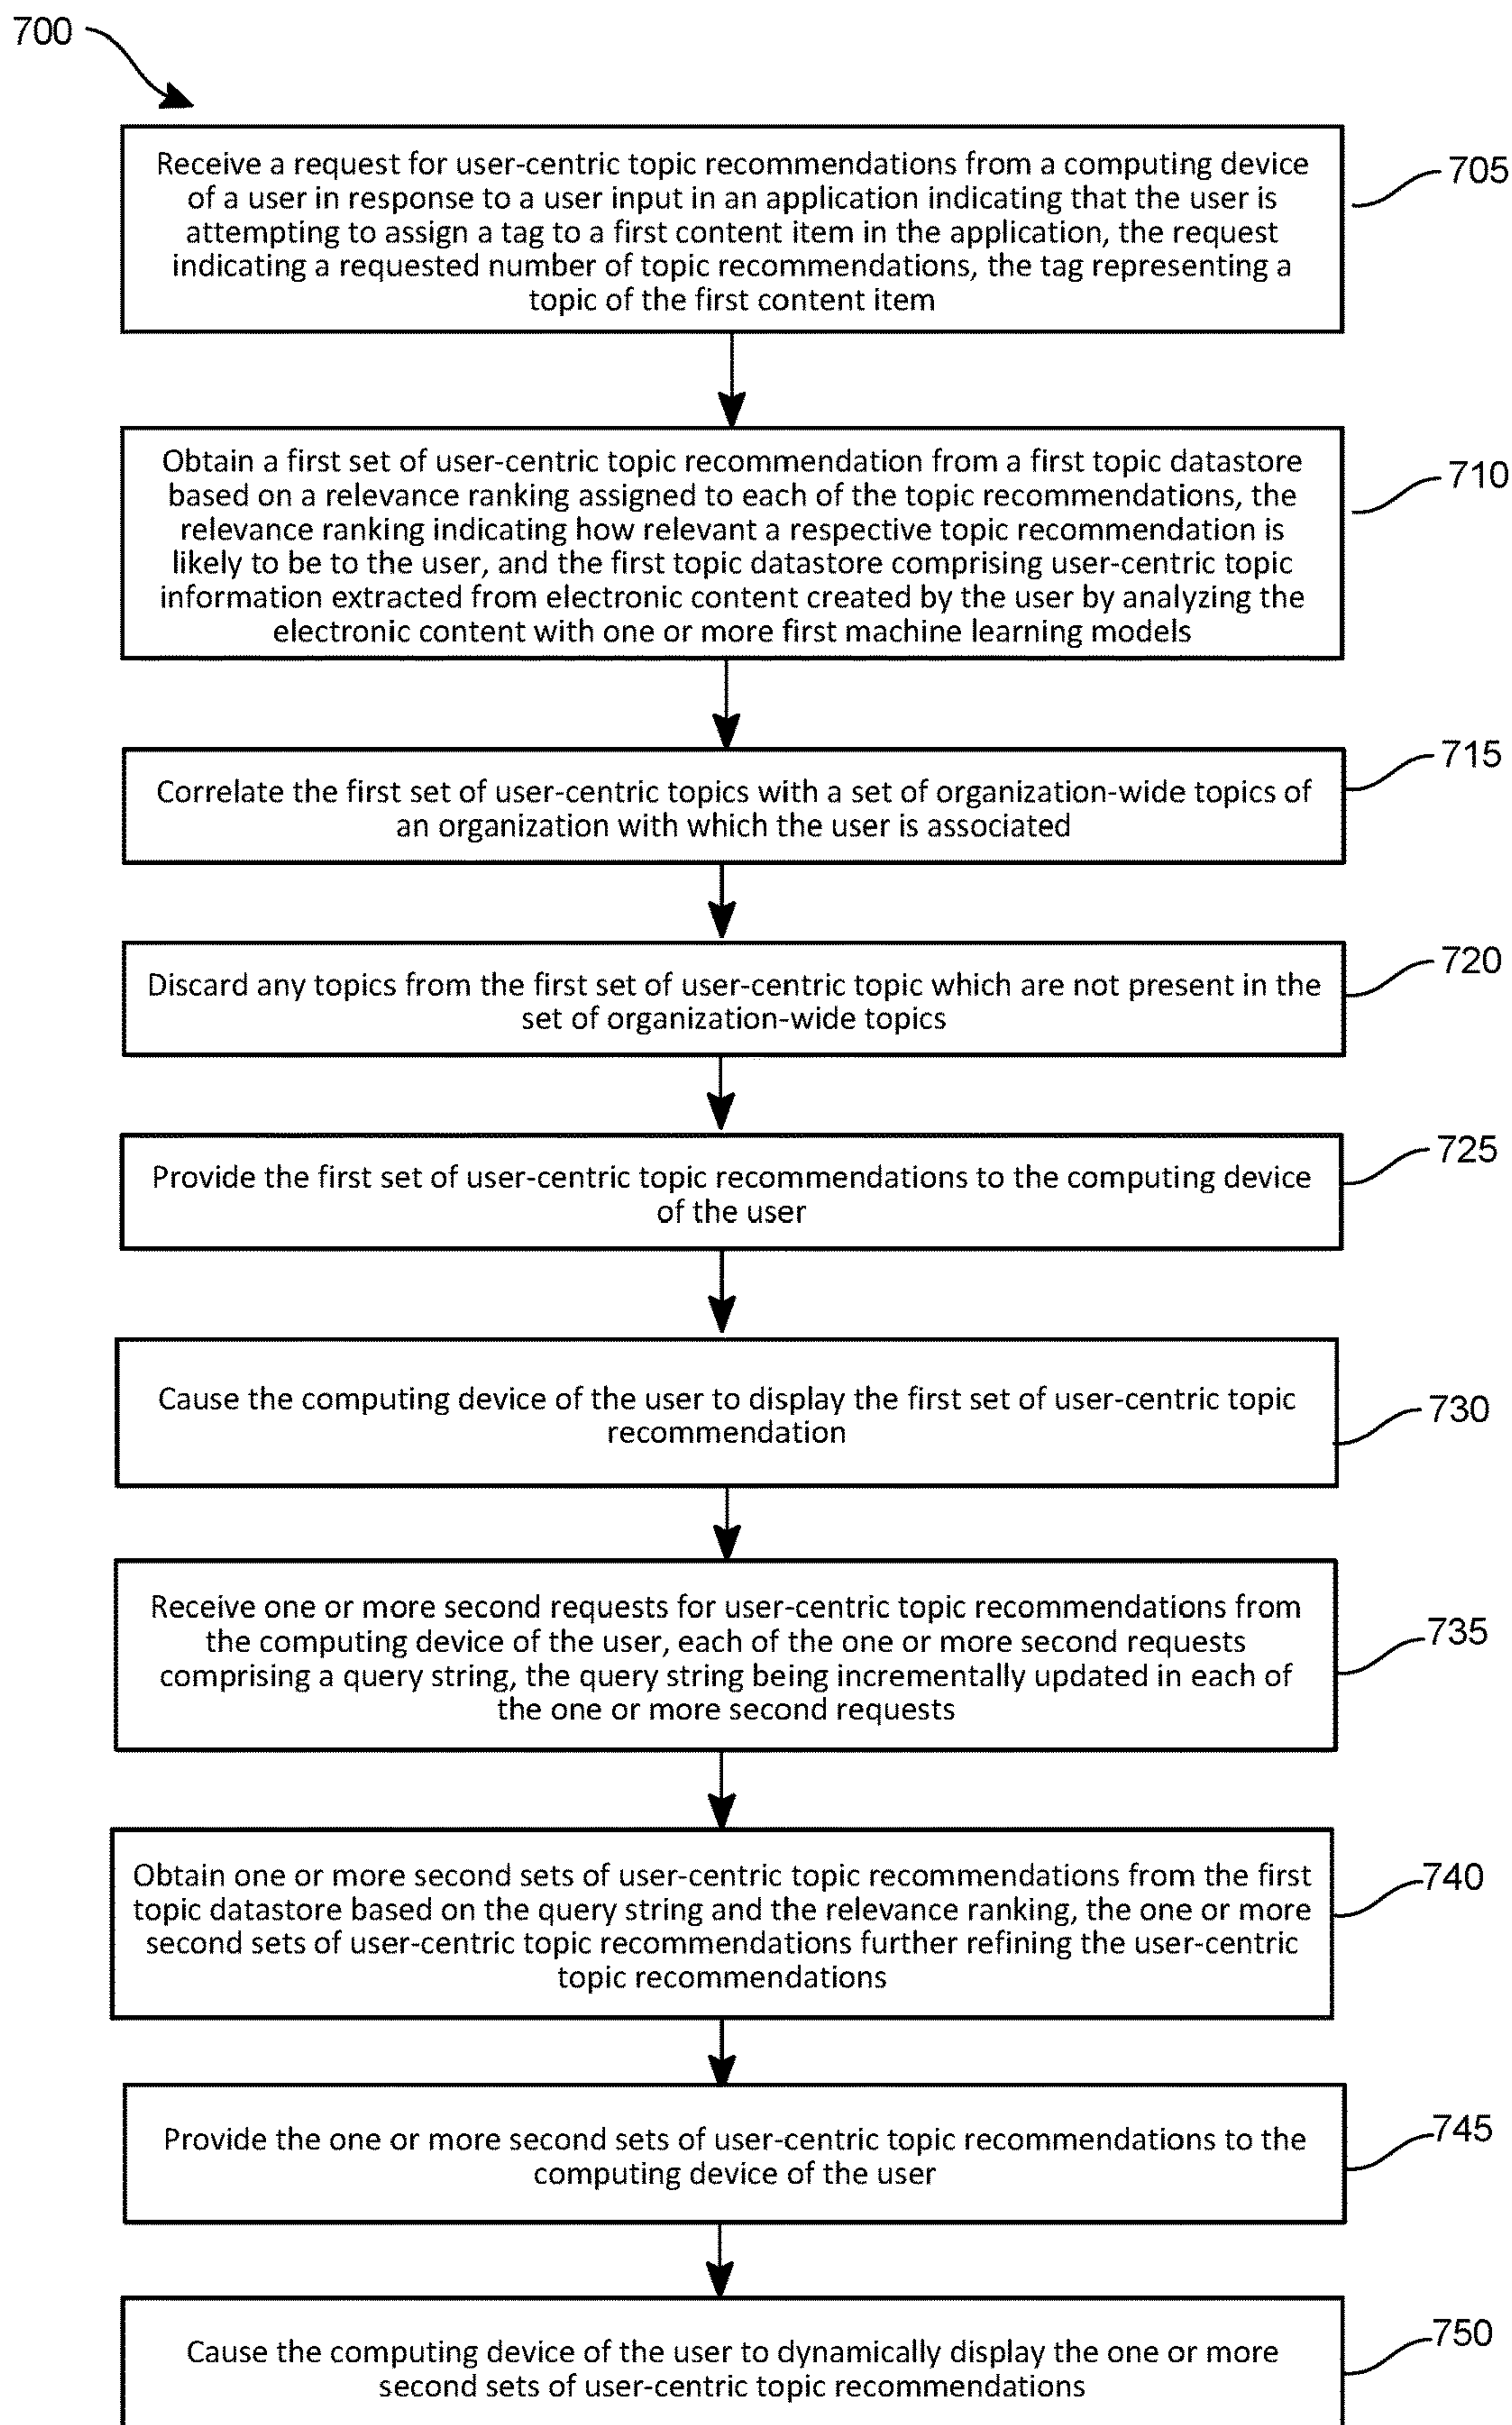 700
Receive a request for user-centric topic recommendations from a computing device
of a user in response to a user input in an application indicating that the user is
attempting to assign a tag to a first content item in the application, the request
indicating a requested number of topic recommendations, the tag representing a
topic of the first content item
705
Obtain a first set of user-centric topic recommendation from a first topic datastore
based on a relevance ranking assigned to each of the topic recommendations, the
relevance ranking indicating how relevant a respective topic recommendation is
likely to be to the user, and the first topic datastore comprising user-centric topic
information extracted from electronic content created by the user by analyzing the
electronic content with one or more first machine learning models
710
Correlate the first set of user-centric topics with a set of organization-wide topics of
an organization with which the user is associated
715
Discard any topics from the first set of user-centric topic which are not present in the
set of organization-wide topics
720
Provide the first set of user-centric topic recommendations to the computing device
of the user
725
Cause the computing device of the user to display the first set of user-centric topic
recommendation
730
Receive one or more second requests for user-centric topic recommendations from
the computing device of the user, each of the one or more second requests
comprising a query string, the query string being incrementally updated in each of
the one or more second requests
735
Obtain one or more second sets of user-centric topic recommendations from the first
topic datastore based on the query string and the relevance ranking, the one or more
second sets of user-centric topic recommendations further refining the user-centric
topic recommendations
740
Provide the one or more second sets of user-centric topic recommendations to the
computing device of the user
745
Cause the computing device of the user to dynamically display the one or more
second sets of user-centric topic recommendations
750